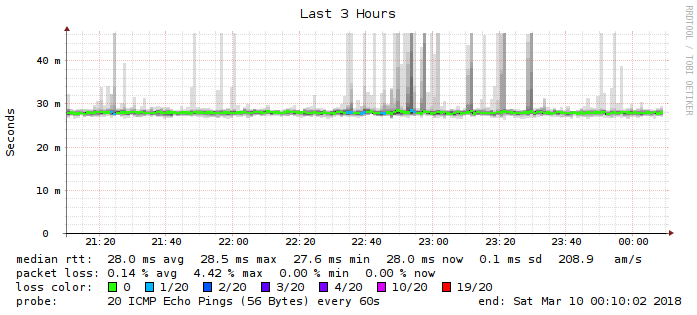 Last 3 Hours
RRDTOOL / TOBI OETIKER
Seconds
40 m
30 m
20 m
10 m
0
21:20 21:40 22:00 22:20 22:40 23:00 23:20 23:40 00:00
median rtt: 28.0 ms avg 28.5 ms max 27.6 ms min 28.0 ms now 0.1 ms sd 208.9 am/s
packet loss: 0.14 % avg 4.42 % max 0.00 % min 0.00 % now
loss color: 0 1/20 2/20 3/20 4/20 10/20 19/20
probe: 20 ICMP Echo Pings (56 Bytes) every 60s end: Sat Mar 10 00:10:02 2018